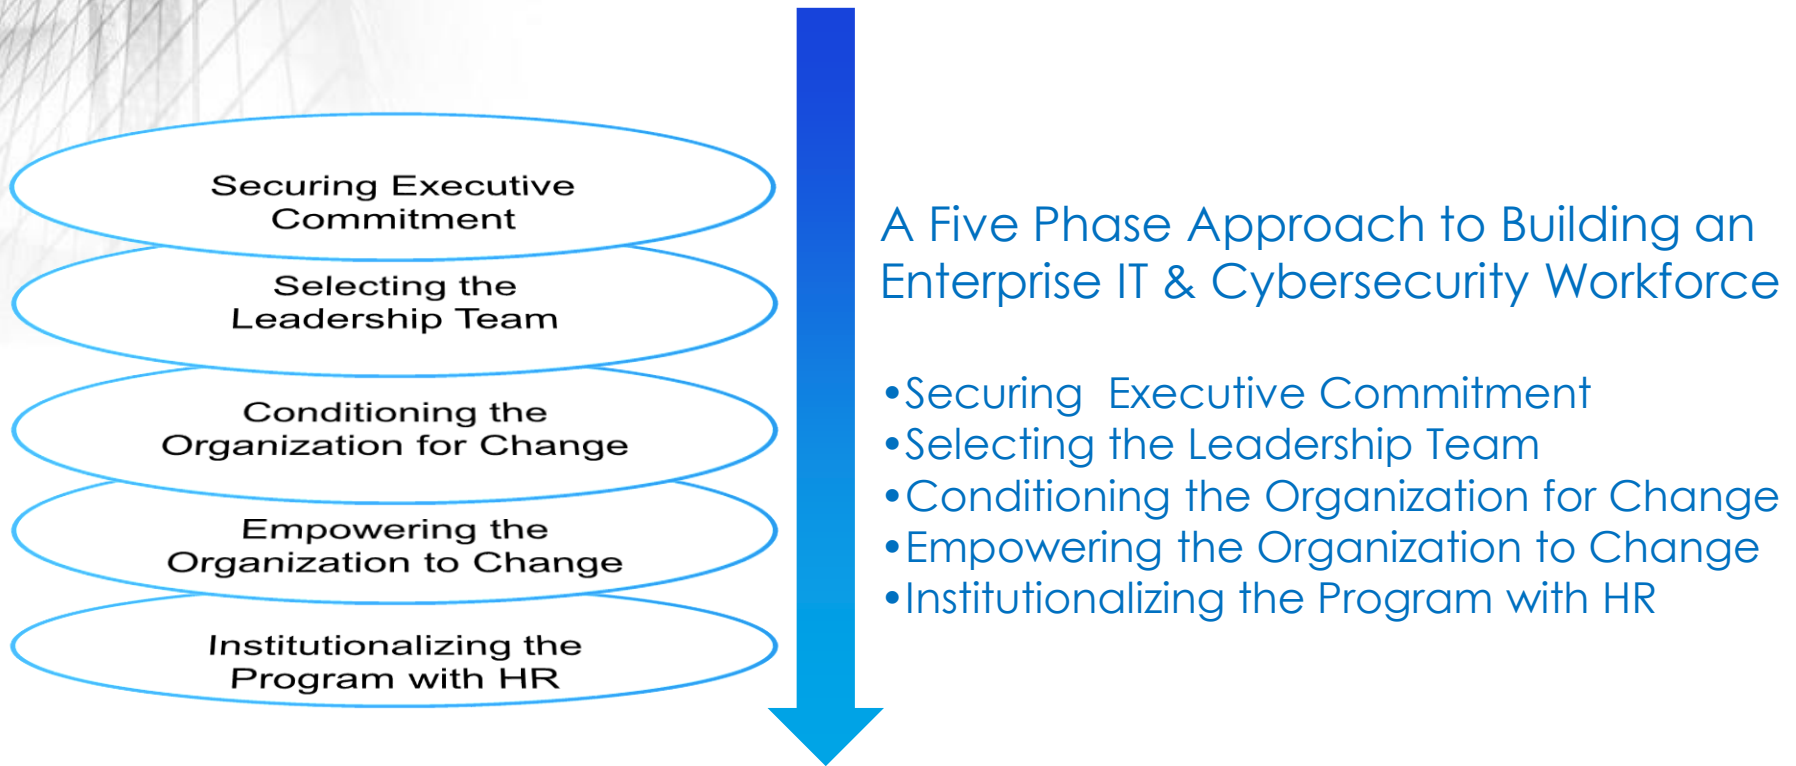 Securing Executive
Commitment
Selecting the
Leadership Team
Conditioning the
Organization for Change
Empowering the
Organization to Change
Institutionalizing the
Program with HR
A Five Phase Approach to Building an
Enterprise IT & Cybersecurity Workforce
•Securing  Executive Commitment
•Selecting the Leadership Team
•Conditioning the Organization for Change
•Empowering the Organization to Change
•Institutionalizing the Program with HR